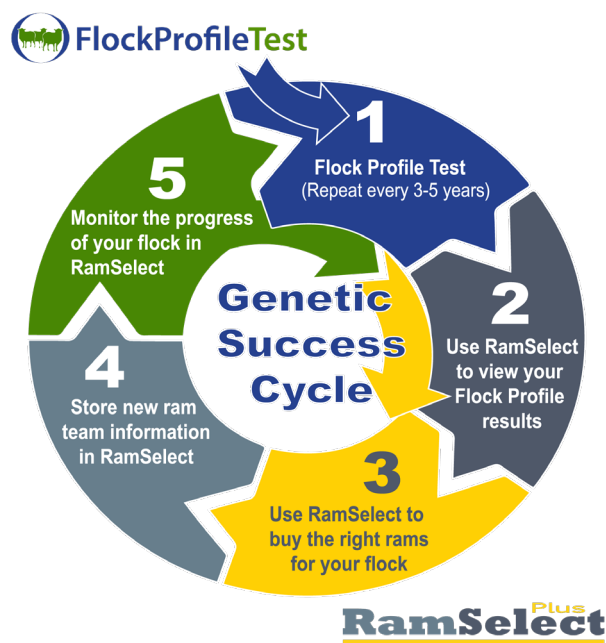 FlockProfileTest
1
Flock Profile Test
(Repeat every 3-5 years)
2
Use RamSelect
to view your
Flock Profile
results
3
Use RamSelect to
buy the right rams
for your flock
4
Store new ram
team information
in RamSelect
5
Monitor the progress
of your flock in
RamSelect
Genetic
Success
Cycle
Plus
RamSelect